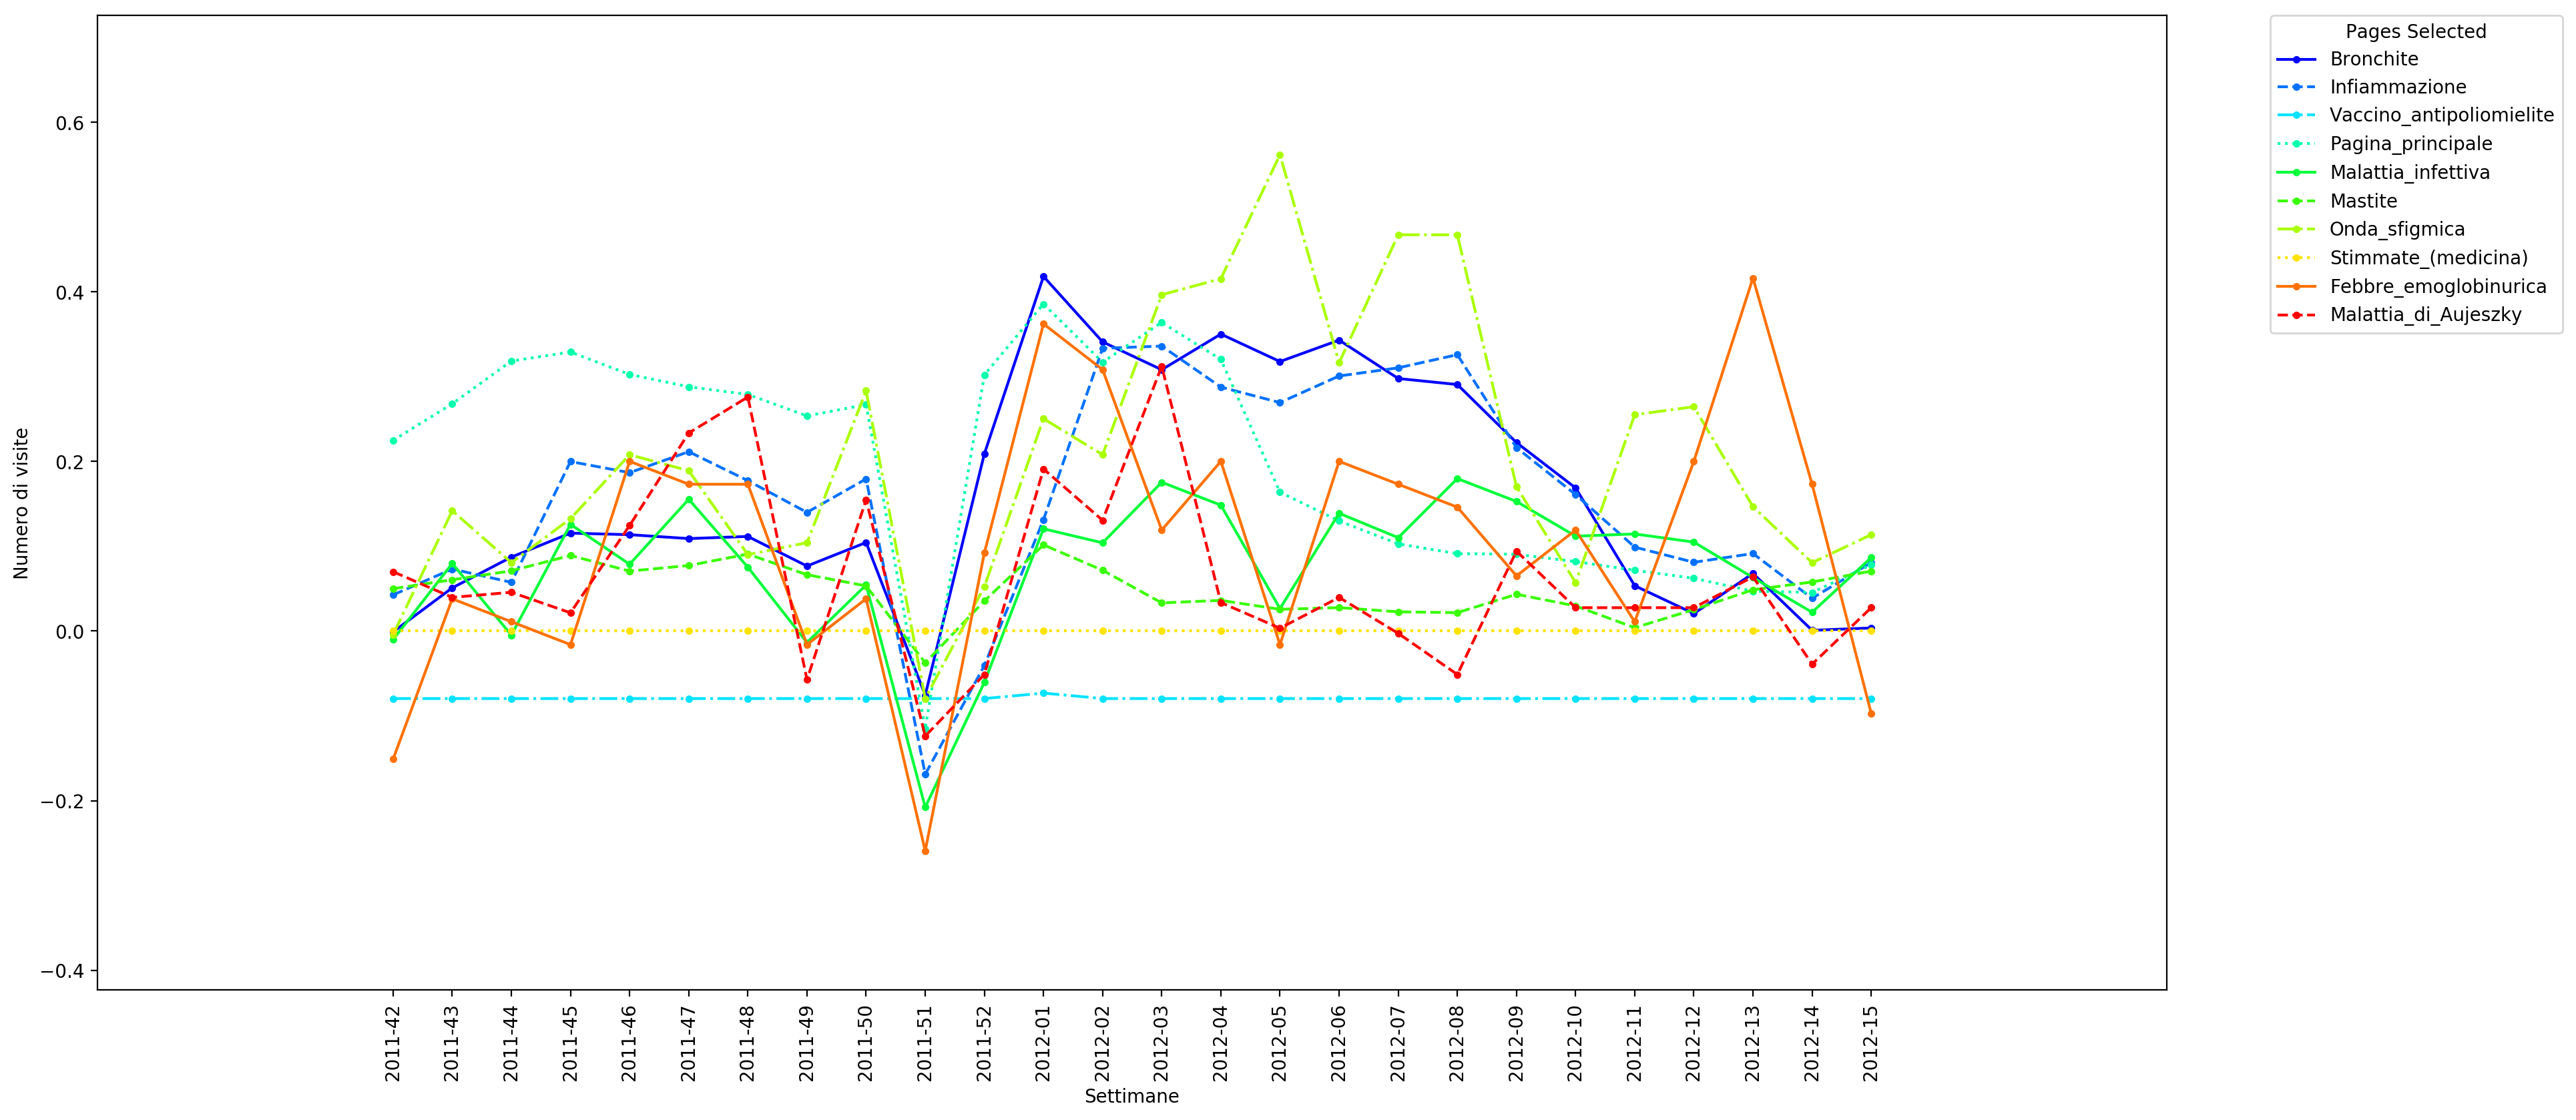 Pages Selected
Bronchite
Infiammazione
Vaccino_antipoliomielite
Pagina_principale
Malattia_infettiva
Mastite
Onda_sfigmica
Stimmate_(medicina)
Febbre_emoglobinurica
Malattia_di_Aujeszky
Numero di visite
0.6
0.4
0.2
0.0
−0.2
−0.4
2011-42
2011-43
2011-44
2011-45
2011-46
2011-47
2011-48
2011-49
2011-50
2011-51
2011-52
2012-01
2012-02
2012-03
2012-04
2012-05
2012-06
2012-07
2012-08
2012-09
2012-10
2012-11
2012-12
2012-13
2012-14
2012-15
Settimane